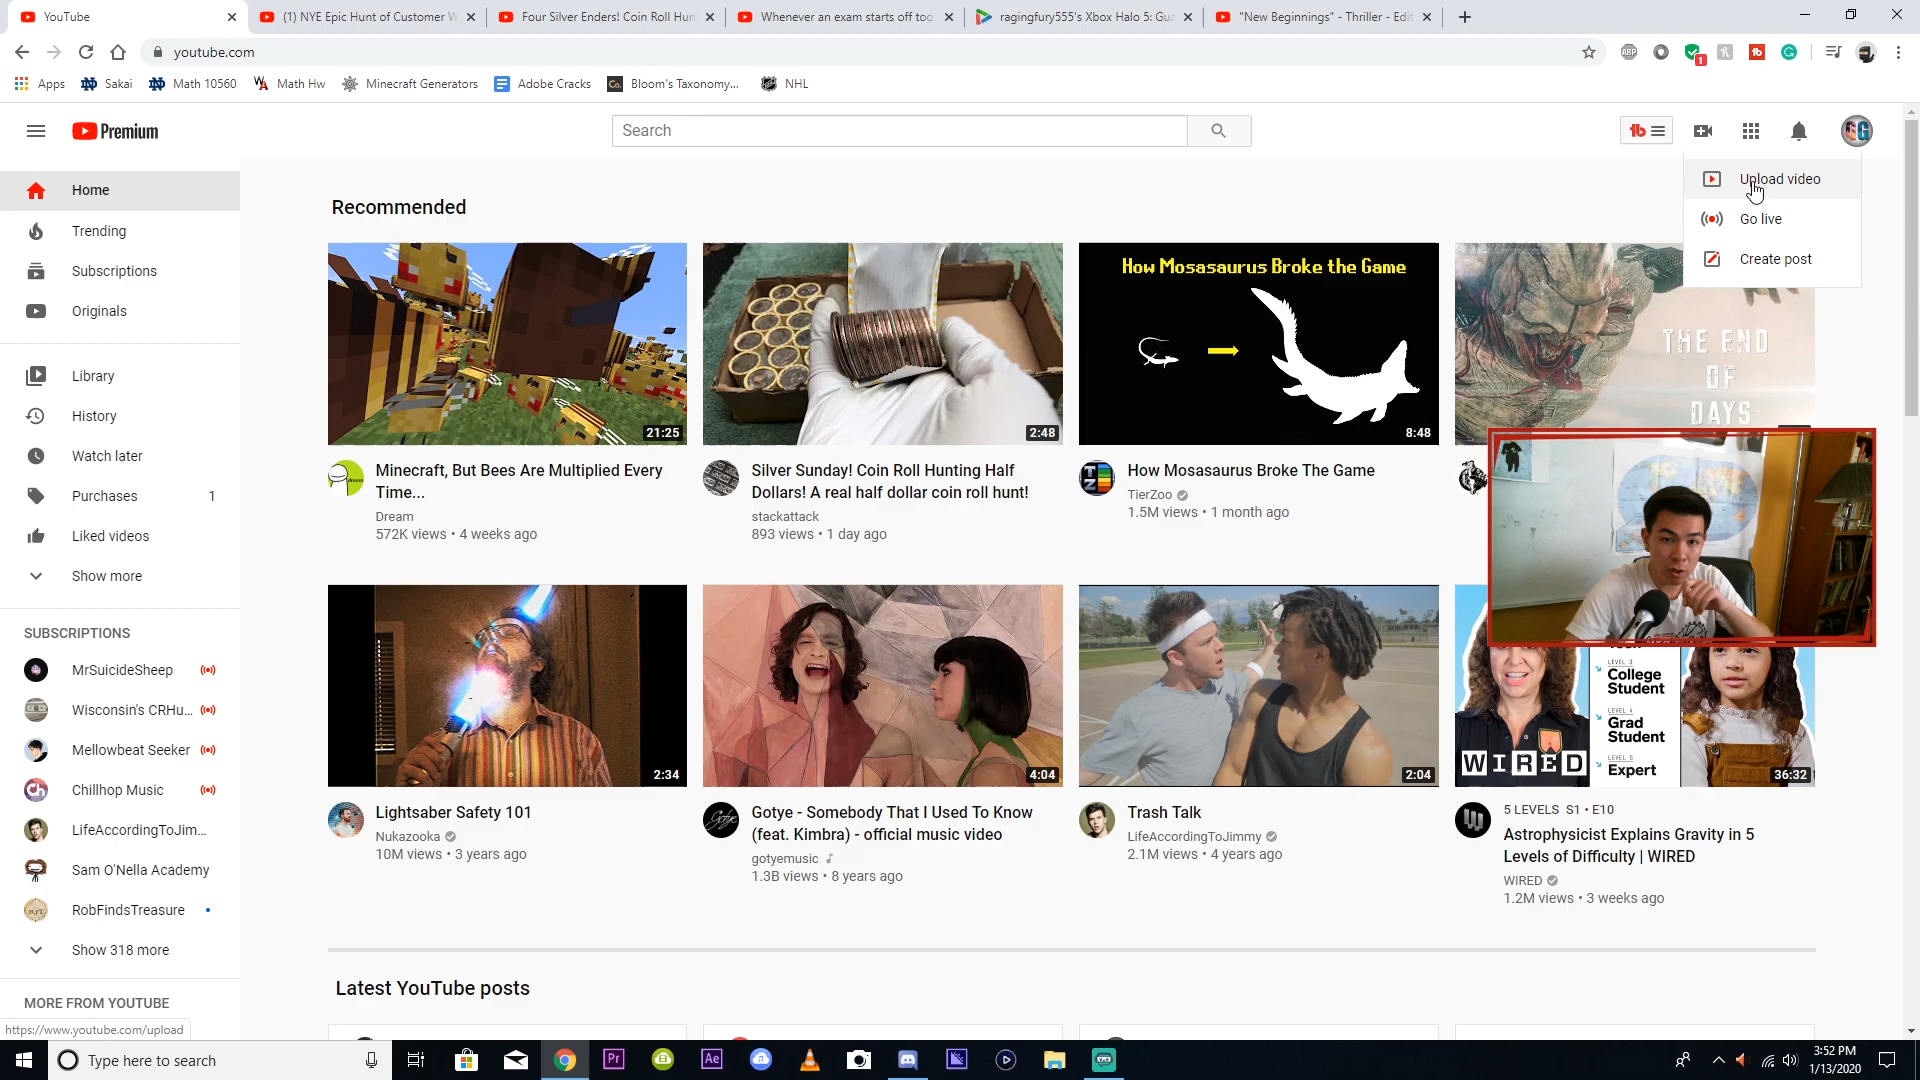 YouTube
(1) NYE Epic Hunt of Customer W
Four Silver Enders! Coin Roll Hun
Whenever an exam starts off too
ragingfury555's Xbox Halo 5: Gua
"New Beginnings" - Thriller - Edit
youtube.com
ABP
1
Apps
Sakai
Math 10560
Math Hw
Minecraft Generators
Adobe Cracks
Bloom's Taxonomy...
NHL
Premium
Search
Upload video
Go live
Create post
Home
Trending
Subscriptions
Originals
Library
History
Watch later
Purchases 1
Liked videos
Show more
SUBSCRIPTIONS
MrSuicideSheep
Wisconsin's CRHu...
Mellowbeat Seeker
Chillhop Music
LifeAccordingToJim...
Sam O'Nella Academy
RobFindsTreasure
Show 318 more
MORE FROM YOUTUBE
https://www.youtube.com/upload
Recommended
21:25
Minecraft, But Bees Are Multiplied Every
Time...
Dream
572K views • 4 weeks ago
2:48
Silver Sunday! Coin Roll Hunting Half
Dollars! A real half dollar coin roll hunt!
stackattack
893 views • 1 day ago
How Mosasaurus Broke the Game
8:48
How Mosasaurus Broke The Game
TierZoo
1.5M views • 1 month ago
THE END
OF
DAYS
2:34
Lightsaber Safety 101
Nukazooka
10M views • 3 years ago
4:04
Gotye - Somebody That I Used To Know
(feat. Kimbra) - official music video
gotyemusic
1.3B views • 8 years ago
2:04
Trash Talk
LifeAccordingToJimmy
2.1M views • 4 years ago
LEVEL 3
College
Student
LEVEL 4
Grad
Student
LEVEL 5
Expert
WIRED
36:32
5 LEVELS S1 • E10
Astrophysicist Explains Gravity in 5
Levels of Difficulty | WIRED
WIRED
1.2M views • 3 weeks ago
Latest YouTube posts
Type here to search
Pr
Ae
3:52 PM
1/13/2020